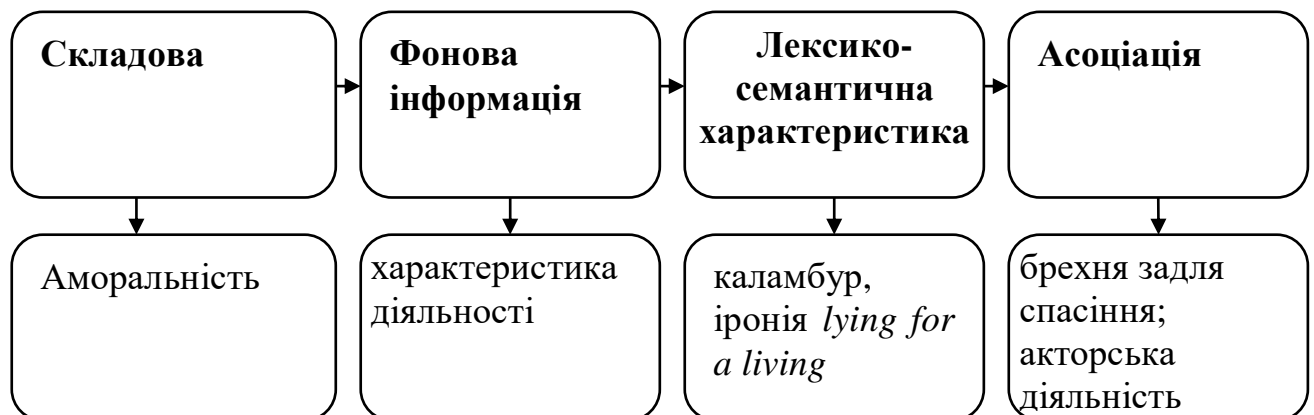 Складова
Фонова
інформація
Лексико-
семантична
характеристика
Асоціація
Аморальність
характеристика
діяльності
каламбур,
іронія lying for
a living
брехня задля
спасіння;
акторська
діяльність